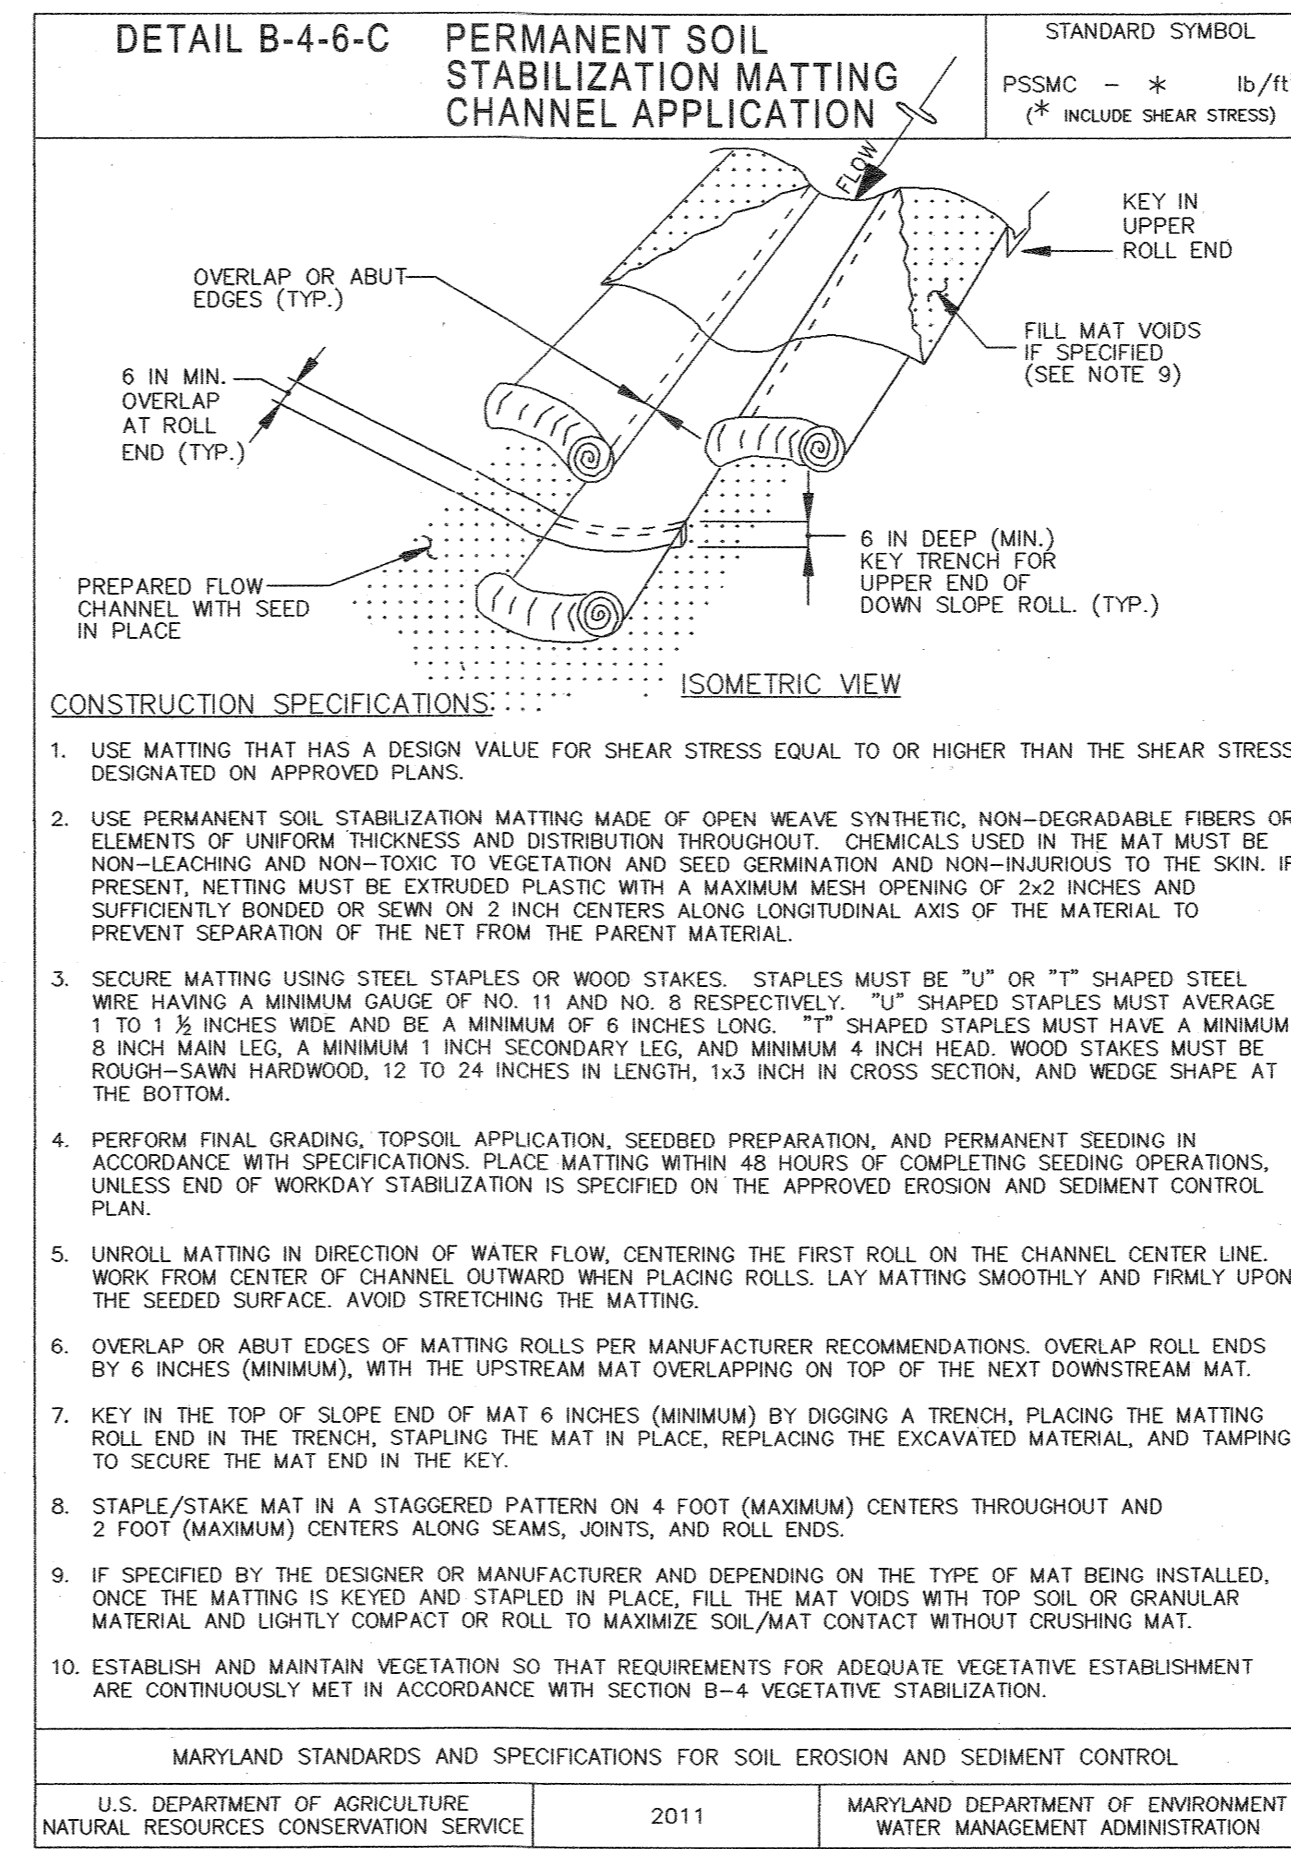 DETAIL B-4-6-C PERMANENT SOIL
STABILIZATION MATTING
CHANNEL APPLICATION
STANDARD SYMBOL
PSSMC - * lb/ft
(* INCLUDE SHEAR STRESS)
FLOW
KEY IN
UPPER
ROLL END
OVERLAP OR ABUT
EDGES (TYP.)
FILL MAT VOIDS
IF SPECIFIED
(SEE NOTE 9)
6 IN MIN.
OVERLAP
AT ROLL
END (TYP.)
6 IN DEEP (MIN.)
KEY TRENCH FOR
UPPER END OF
DOWN SLOPE ROLL. (TYP.)
PREPARED FLOW
CHANNEL WITH SEED
IN PLACE
ISOMETRIC VIEW
CONSTRUCTION SPECIFICATIONS:
1. USE MATTING THAT HAS A DESIGN VALUE FOR SHEAR STRESS EQUAL TO OR HIGHER THAN THE SHEAR STRESS
DESIGNATED ON APPROVED PLANS.
2. USE PERMANENT SOIL STABILIZATION MATTING MADE OF OPEN WEAVE SYNTHETIC, NON-DEGRADABLE FIBERS OR
ELEMENTS OF UNIFORM THICKNESS AND DISTRIBUTION THROUGHOUT. CHEMICALS USED IN THE MAT MUST BE
NON-LEACHING AND NON-TOXIC TO VEGETATION AND SEED GERMINATION AND NON-INJURIOUS TO THE SKIN. IF
PRESENT, NETTING MUST BE EXTRUDED PLASTIC WITH A MAXIMUM MESH OPENING OF 2x2 INCHES AND
SUFFICIENTLY BONDED OR SEWN ON 2 INCH CENTERS ALONG LONGITUDINAL AXIS OF THE MATERIAL TO
PREVENT SEPARATION OF THE NET FROM THE PARENT MATERIAL.
3. SECURE MATTING USING STEEL STAPLES OR WOOD STAKES. STAPLES MUST BE "U" OR "T" SHAPED STEEL
WIRE HAVING A MINIMUM GAUGE OF NO. 11 AND NO. 8 RESPECTIVELY. "U" SHAPED STAPLES MUST AVERAGE
1 TO 1 ½ INCHES WIDE AND BE A MINIMUM OF 6 INCHES LONG. "T" SHAPED STAPLES MUST HAVE A MINIMUM
8 INCH MAIN LEG, A MINIMUM 1 INCH SECONDARY LEG, AND MINIMUM 4 INCH HEAD. WOOD STAKES MUST BE
ROUGH-SAWN HARDWOOD, 12 TO 24 INCHES IN LENGTH, 1x3 INCH IN CROSS SECTION, AND WEDGE SHAPE AT
THE BOTTOM.
4. PERFORM FINAL GRADING, TOPSOIL APPLICATION, SEEDBED PREPARATION, AND PERMANENT SEEDING IN
ACCORDANCE WITH SPECIFICATIONS. PLACE MATTING WITHIN 48 HOURS OF COMPLETING SEEDING OPERATIONS,
UNLESS END OF WORKDAY STABILIZATION IS SPECIFIED ON THE APPROVED EROSION AND SEDIMENT CONTROL
PLAN.
5. UNROLL MATTING IN DIRECTION OF WATER FLOW, CENTERING THE FIRST ROLL ON THE CHANNEL CENTER LINE.
WORK FROM CENTER OF CHANNEL OUTWARD WHEN PLACING ROLLS. LAY MATTING SMOOTHLY AND FIRMLY UPON
THE SEEDED SURFACE. AVOID STRETCHING THE MATTING.
6. OVERLAP OR ABUT EDGES OF MATTING ROLLS PER MANUFACTURER RECOMMENDATIONS. OVERLAP ROLL ENDS
BY 6 INCHES (MINIMUM), WITH THE UPSTREAM MAT OVERLAPPING ON TOP OF THE NEXT DOWNSTREAM MAT.
7. KEY IN THE TOP OF SLOPE END OF MAT 6 INCHES (MINIMUM) BY DIGGING A TRENCH, PLACING THE MATTING
ROLL END IN THE TRENCH, STAPLING THE MAT IN PLACE, REPLACING THE EXCAVATED MATERIAL, AND TAMPING
TO SECURE THE MAT END IN THE KEY.
8. STAPLE/STAKE MAT IN A STAGGERED PATTERN ON 4 FOOT (MAXIMUM) CENTERS THROUGHOUT AND
2 FOOT (MAXIMUM) CENTERS ALONG SEAMS, JOINTS, AND ROLL ENDS.
9. IF SPECIFIED BY THE DESIGNER OR MANUFACTURER AND DEPENDING ON THE TYPE OF MAT BEING INSTALLED,
ONCE THE MATTING IS KEYED AND STAPLED IN PLACE, FILL THE MAT VOIDS WITH TOP SOIL OR GRANULAR
MATERIAL AND LIGHTLY COMPACT OR ROLL TO MAXIMIZE SOIL/MAT CONTACT WITHOUT CRUSHING MAT.
10. ESTABLISH AND MAINTAIN VEGETATION SO THAT REQUIREMENTS FOR ADEQUATE VEGETATIVE ESTABLISHMENT
ARE CONTINUOUSLY MET IN ACCORDANCE WITH SECTION B-4 VEGETATIVE STABILIZATION.
MARYLAND STANDARDS AND SPECIFICATIONS FOR SOIL EROSION AND SEDIMENT CONTROL
U.S. DEPARTMENT OF AGRICULTURE
NATURAL RESOURCES CONSERVATION SERVICE
2011
MARYLAND DEPARTMENT OF ENVIRONMENT
WATER MANAGEMENT ADMINISTRATION